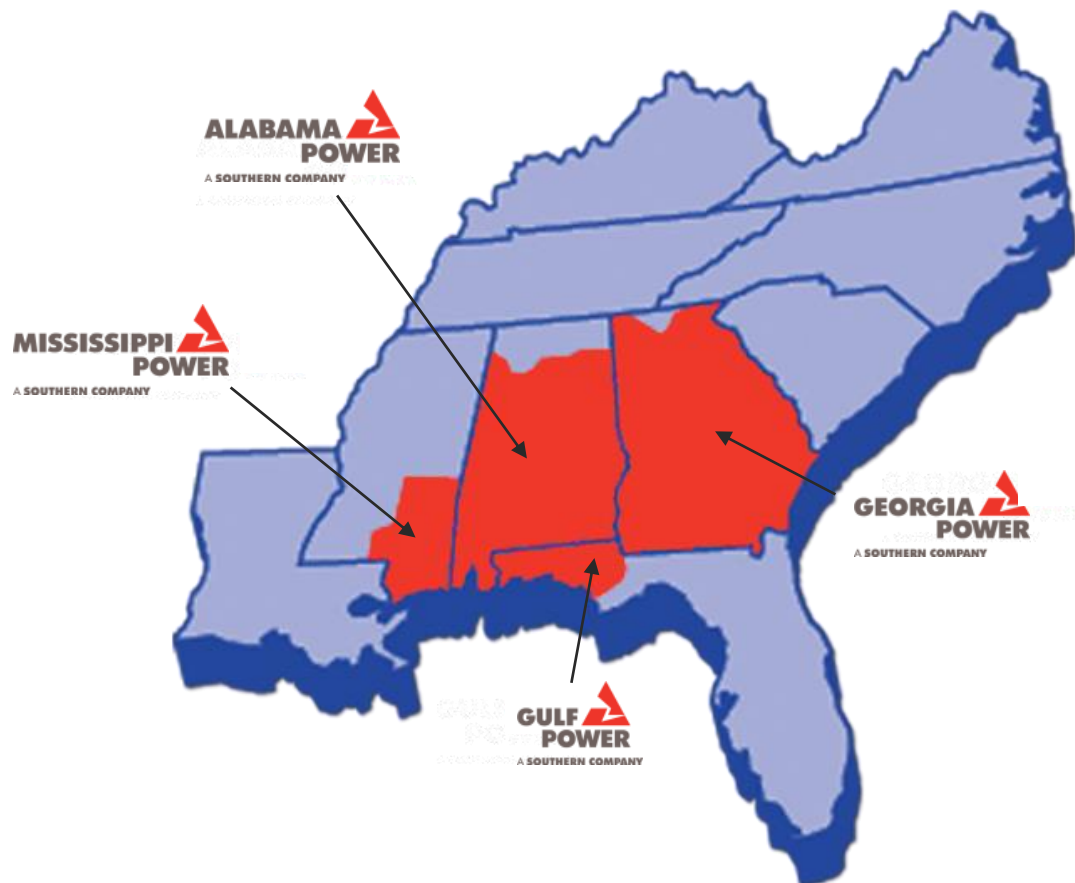 ALABAMA
POWER
A SOUTHERN COMPANY
MISSISSIPPI
POWER
A SOUTHERN COMPANY
GEORGIA
POWER
A SOUTHERN COMPANY
GULF
POWER
A SOUTHERN COMPANY